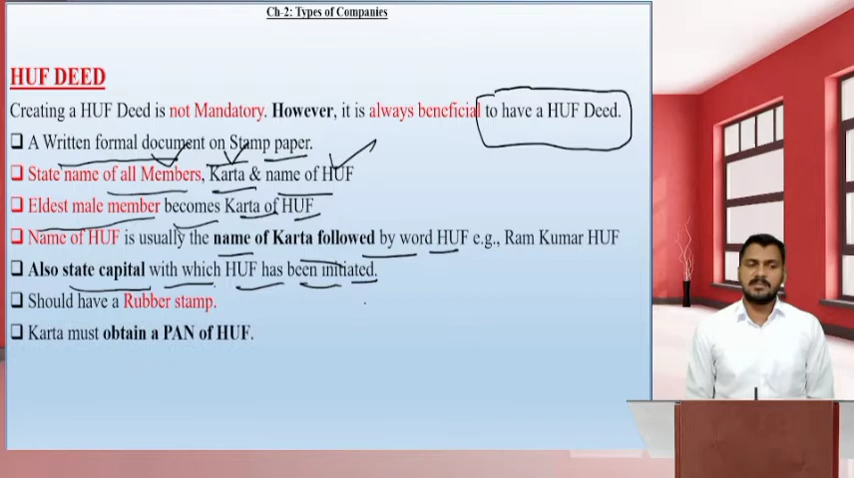 Ch-2: Types of Companies
HUF DEED
Creating a HUF Deed is not Mandatory. However, it is always beneficial to have a HUF Deed.
❑ A Written formal document on Stamp paper.
❑ State name of all Members, Karta & name of HUF
❑ Eldest male member becomes Karta of HUF
❑ Name of HUF is usually the name of Karta followed by word HUF e.g., Ram Kumar HUF
❑ Also state capital with which HUF has been initiated.
❑ Should have a Rubber stamp.
❑ Karta must obtain a PAN of HUF.